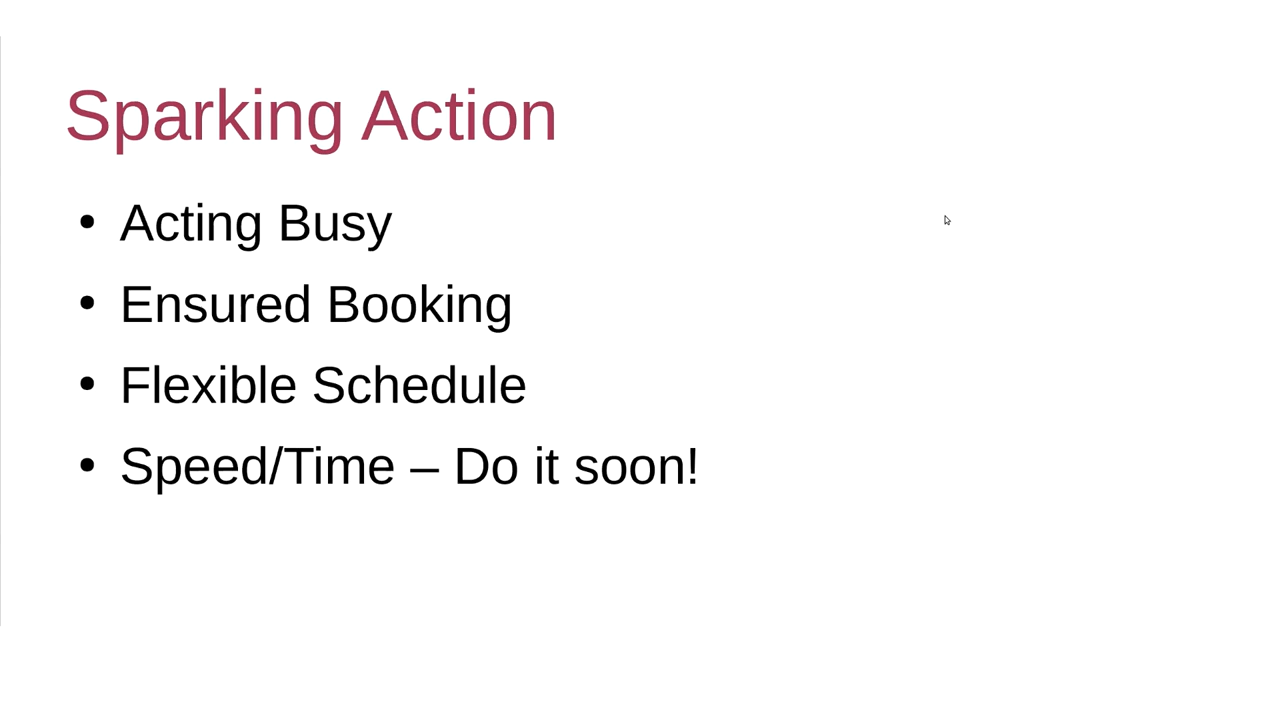 Sparking Action
• Acting Busy
• Ensured Booking
• Flexible Schedule
• Speed/Time – Do it soon!